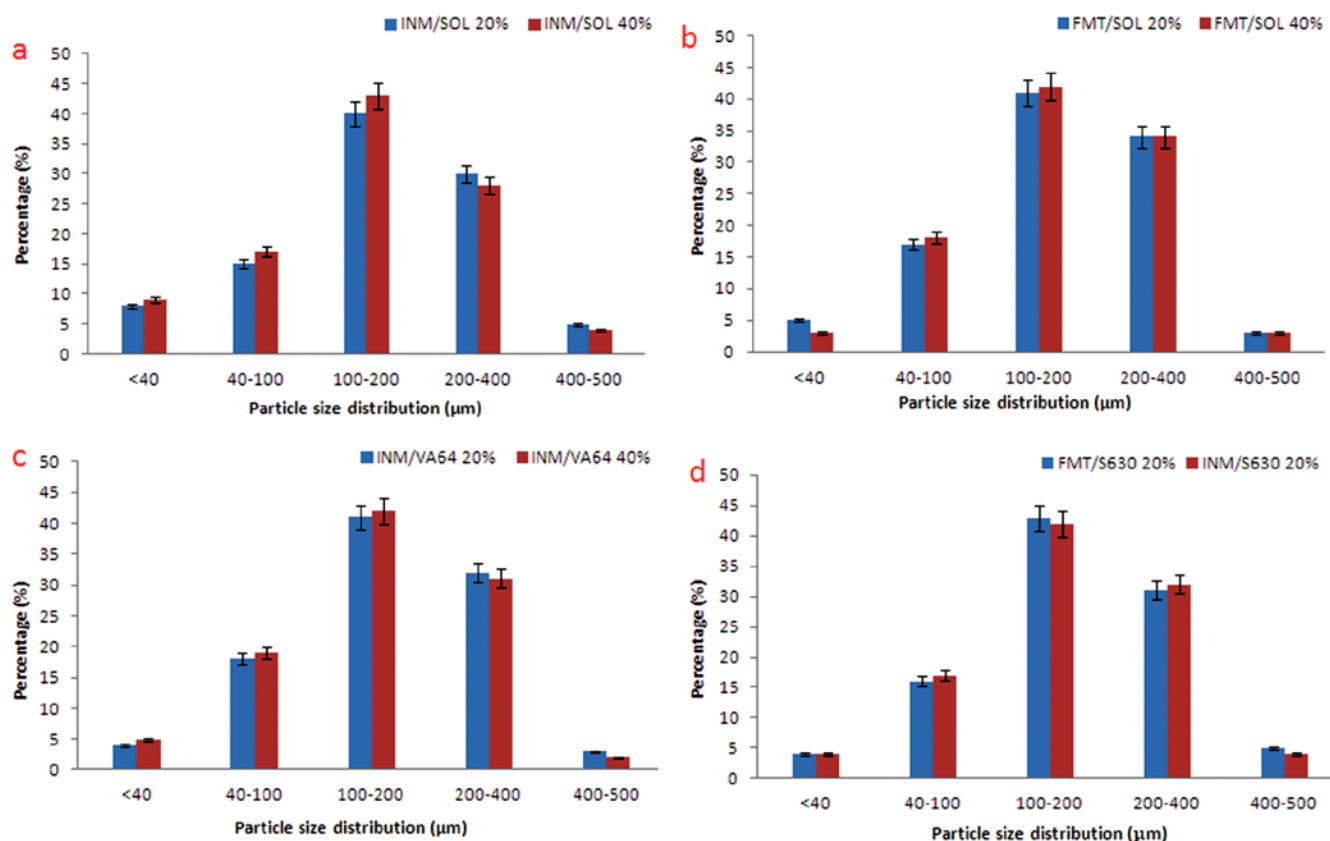 a
INM/SOL 20% INM/SOL 40%
50
45
40
35
30
25
20
15
10
5
0
Percentage (%)
<40 40-100 100-200 200-400 400-500
Particle size distribution (µm)
b
FMT/SOL 20% FMT/SOL 40%
50
45
40
35
30
25
20
15
10
5
0
Percentage (%)
<40 40-100 100-200 200-400 400-500
Particle size distribution (µm)
c
INM/VA64 20% INM/VA64 40%
50
45
40
35
30
25
20
15
10
5
0
Percentage (%)
<40 40-100 100-200 200-400 400-500
Particle size distribution (µm)
d
FMT/S630 20% INM/S630 20%
50
45
40
35
30
25
20
15
10
5
0
Percentage (%)
<40 40-100 100-200 200-400 400-500
Particle size distribution (µm)